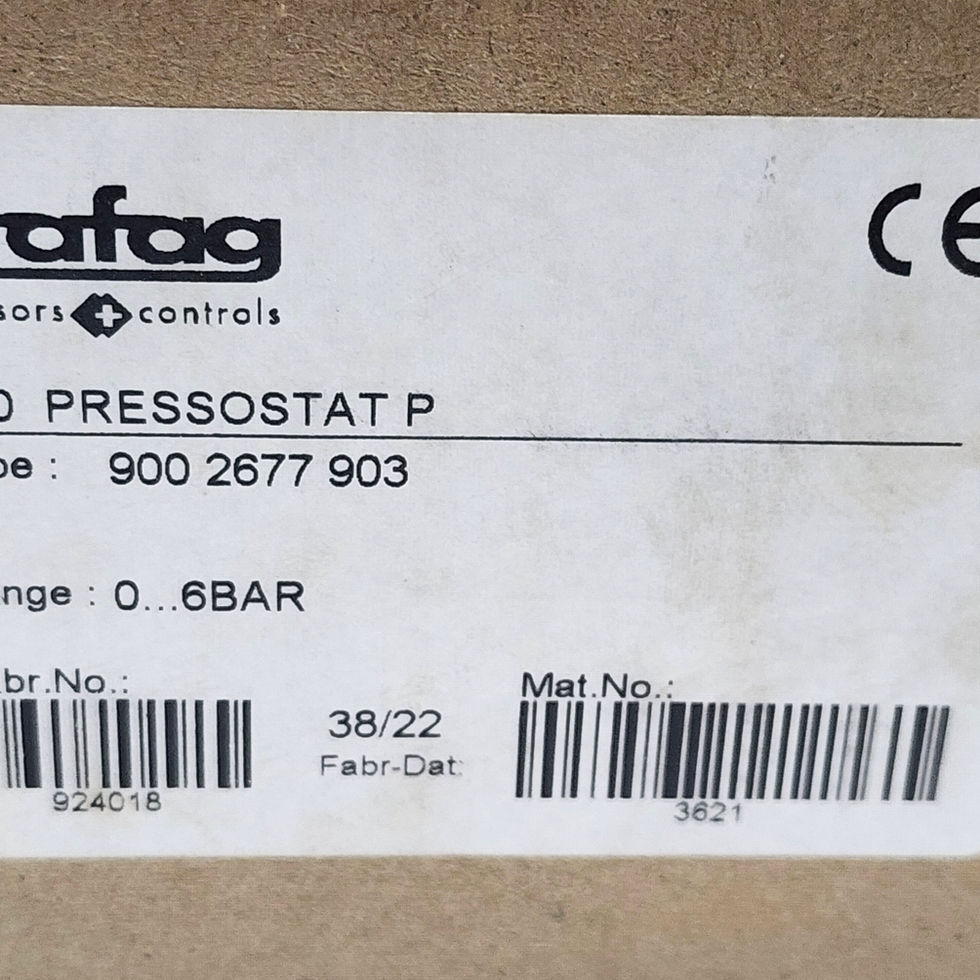 rafag
CE
sors controls
0 PRESSOSTAT P
pe : 900 2677 903
nge : 0...6BAR
br.No.:
Mat.No.:
38/22
Fabr-Dat:
924018
3621